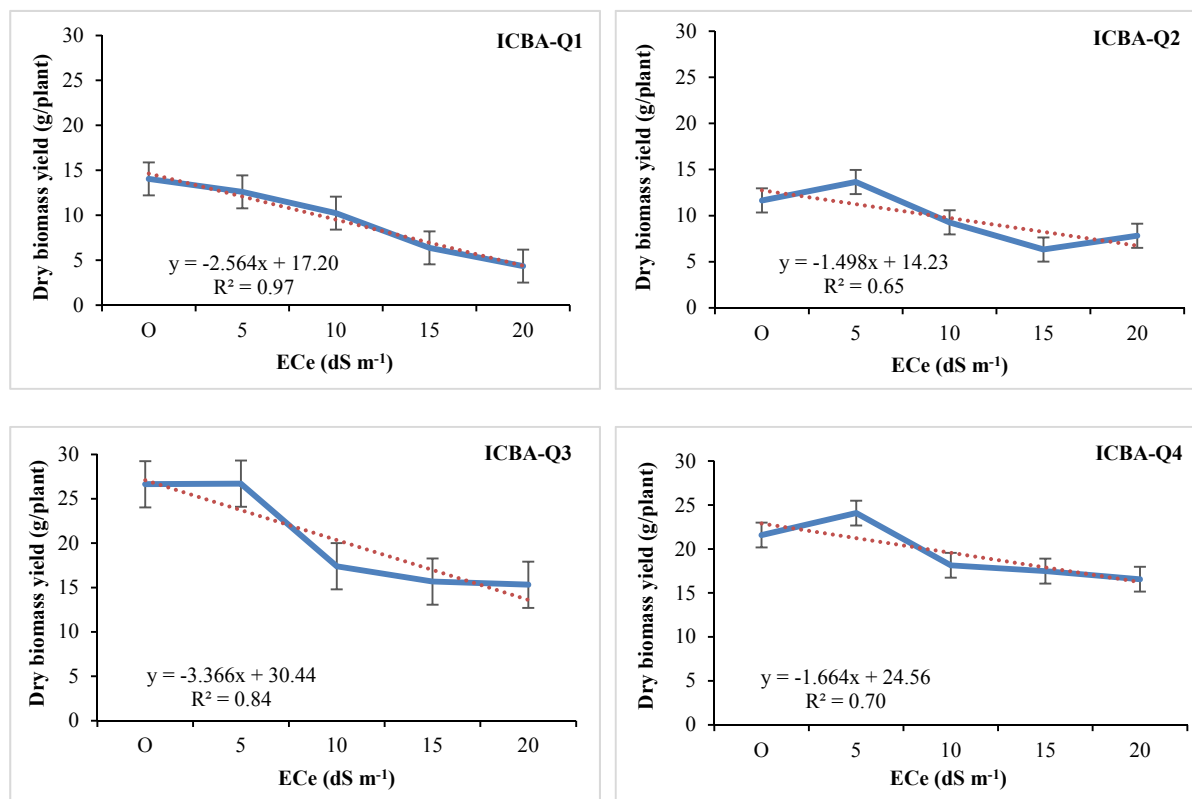 ICBA-Q1
Dry biomass yield (g/plant)
30
25
20
15
10
5
0
y = -2.564x + 17.20
R² = 0.97
O 5 10 15 20
ECe (dS m⁻¹)
ICBA-Q2
Dry biomass yield (g/plant)
30
25
20
15
10
5
0
y = -1.498x + 14.23
R² = 0.65
O 5 10 15 20
ECe (dS m⁻¹)
ICBA-Q3
Dry biomass yield (g/plant)
30
25
20
15
10
5
0
y = -3.366x + 30.44
R² = 0.84
O 5 10 15 20
ECe (dS m⁻¹)
ICBA-Q4
Dry biomass yield (g/plant)
30
25
20
15
10
5
0
y = -1.664x + 24.56
R² = 0.70
O 5 10 15 20
ECe (dS m⁻¹)